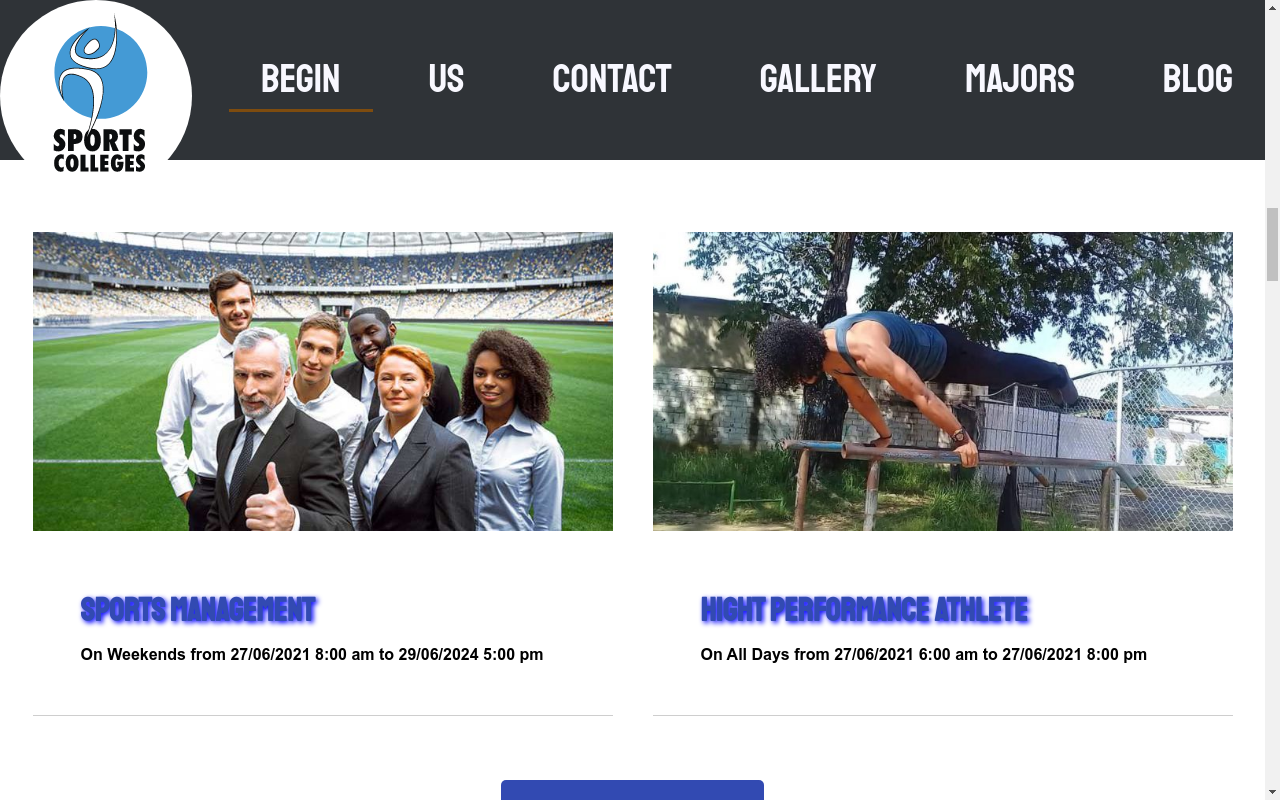 SPORTS
COLLEGES
BEGIN
US
CONTACT
GALLERY
MAJORS
BLOG
SPORTS MANAGEMENT
On Weekends from 27/06/2021 8:00 am to 29/06/2024 5:00 pm
HIGHT PERFORMANCE ATHLETE
On All Days from 27/06/2021 6:00 am to 27/06/2021 8:00 pm